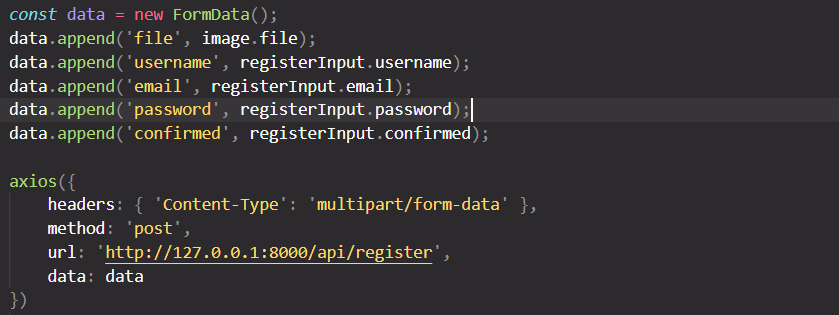 const data = new FormData();
data.append('file', image.file);
data.append('username', registerInput.username);
data.append('email', registerInput.email);
data.append('password', registerInput.password);
data.append('confirmed', registerInput.confirmed);

axios({
    headers: { 'Content-Type': 'multipart/form-data' },
    method: 'post',
    url: 'http://127.0.0.1:8000/api/register',
    data: data
})